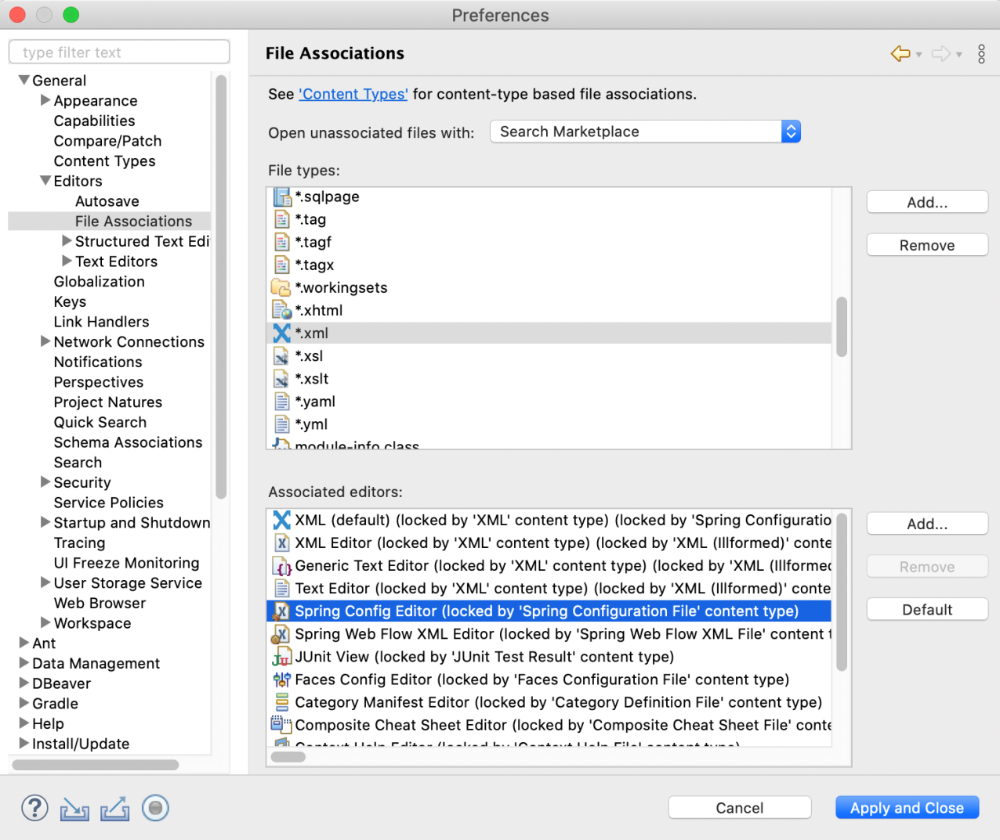 Preferences
type filter text
General
Appearance
Capabilities
Compare/Patch
Content Types
Editors
Autosave
File Associations
Structured Text Edi
Text Editors
Globalization
Keys
Link Handlers
Network Connections
Notifications
Perspectives
Project Natures
Quick Search
Schema Associations
Search
Security
Service Policies
Startup and Shutdown
Tracing
UI Freeze Monitoring
User Storage Service
Web Browser
Workspace
Ant
Data Management
DBeaver
Gradle
Help
Install/Update
File Associations
See 'Content Types' for content-type based file associations.
Open unassociated files with: Search Marketplace
File types:
*.sqlpage
*.tag
*.tagf
*.tagx
*.workingsets
*.xhtml
*.xml
*.xsl
*.xslt
*.yaml
*.yml
module-info.class
Add...
Remove
Associated editors:
XML (default) (locked by 'XML' content type) (locked by 'Spring Configuratio
XML Editor (locked by 'XML' content type) (locked by 'XML (Illformed)' conte
Generic Text Editor (locked by 'XML' content type) (locked by 'XML (Illformed
Text Editor (locked by 'XML' content type) (locked by 'XML (Illformed)' conte
Spring Config Editor (locked by 'Spring Configuration File' content type)
Spring Web Flow XML Editor (locked by 'Spring Web Flow XML File' content t
JUnit View (locked by 'JUnit Test Result' content type)
Faces Config Editor (locked by 'Faces Configuration File' content type)
Category Manifest Editor (locked by 'Category Definition File' content type)
Composite Cheat Sheet Editor (locked by 'Composite Cheat Sheet File' conte
Context Help Editor (locked by 'Context Help File' content type)
Add...
Remove
Default
Cancel
Apply and Close